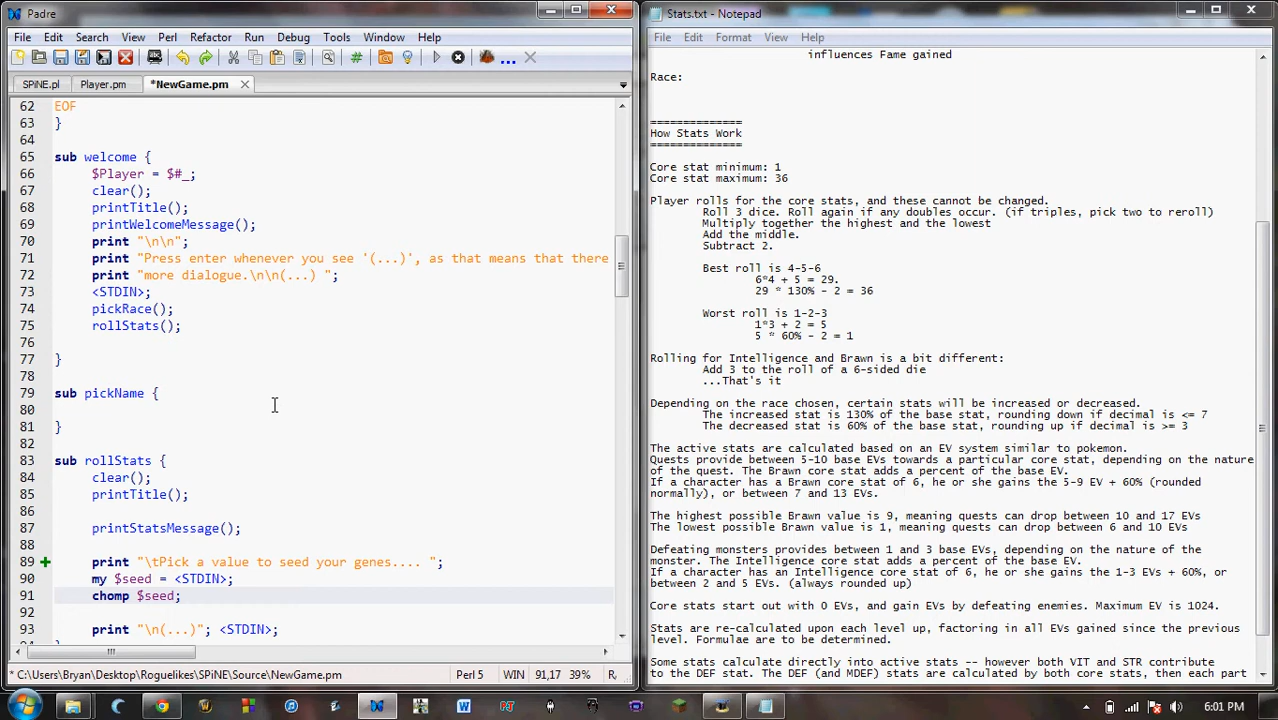 Padre
File Edit Search View Perl Refactor Run Debug Tools Window Help
SPiNE.pl Player.pm *NewGame.pm
62 EOF
63 }
64
65 sub welcome {
66 $Player = $#_;
67 clear();
68 printTitle();
69 printWelcomeMessage();
70 print "\n\n";
71 print "Press enter whenever you see '(...)', as that means that there
72 print "more dialogue.\n\n(...) ";
73 <STDIN>;
74 pickRace();
75 rollStats();
76
77 }
78
79 sub pickName {
80
81 }
82
83 sub rollStats {
84 clear();
85 printTitle();
86
87 printStatsMessage();
88
89 print "\tPick a value to seed your genes.... ";
90 my $seed = <STDIN>;
91 chomp $seed;
92
93 print "\n(...)"; <STDIN>;
* C:\Users\Bryan\Desktop\Roguelikes\SPiNE\Source\NewGame.pm Perl 5 WIN 91,17 39%
Stats.txt - Notepad
File Edit Format View Help
influences Fame gained
Race:
==============
How Stats Work
==============
Core stat minimum: 1
Core stat maximum: 36
Player rolls for the core stats, and these cannot be changed.
Roll 3 dice. Roll again if any doubles occur. (if triples, pick two to reroll)
Multiply together the highest and the lowest
Add the middle.
Subtract 2.
Best roll is 4-5-6
6*4 + 5 = 29.
29 * 130% - 2 = 36
Worst roll is 1-2-3
1*3 + 2 = 5
5 * 60% - 2 = 1
Rolling for Intelligence and Brawn is a bit different:
Add 3 to the roll of a 6-sided die
...That's it
Depending on the race chosen, certain stats will be increased or decreased.
The increased stat is 130% of the base stat, rounding down if decimal is <= 7
The decreased stat is 60% of the base stat, rounding up if decimal is >= 3
The active stats are calculated based on an EV system similar to pokemon.
Quests provide between 5-10 base EVs towards a particular core stat, depending on the nature
of the quest. The Brawn core stat adds a percent of the base EV.
If a character has a Brawn core stat of 6, he or she gains the 5-9 EV + 60% (rounded
normally), or between 7 and 13 EVs.
The highest possible Brawn value is 9, meaning quests can drop between 10 and 17 EVs
The lowest possible Brawn value is 1, meaning quests can drop between 6 and 10 EVs
Defeating monsters provides between 1 and 3 base EVs, depending on the nature of the
monster. The Intelligence core stat adds a percent of the base EV.
If a character has an Intelligence core stat of 6, he or she gains the 1-3 EVs + 60%, or
between 2 and 5 EVs. (always rounded up)
Core stats start out with 0 EVs, and gain EVs by defeating enemies. Maximum EV is 1024.
Stats are re-calculated upon each level up, factoring in all EVs gained since the previous
level. Formulae are to be determined.
Some stats calculate directly into active stats -- however both VIT and STR contribute
to the DEF stat. The DEF (and MDEF) stats are calculated by both core stats, then each part
6:01 PM